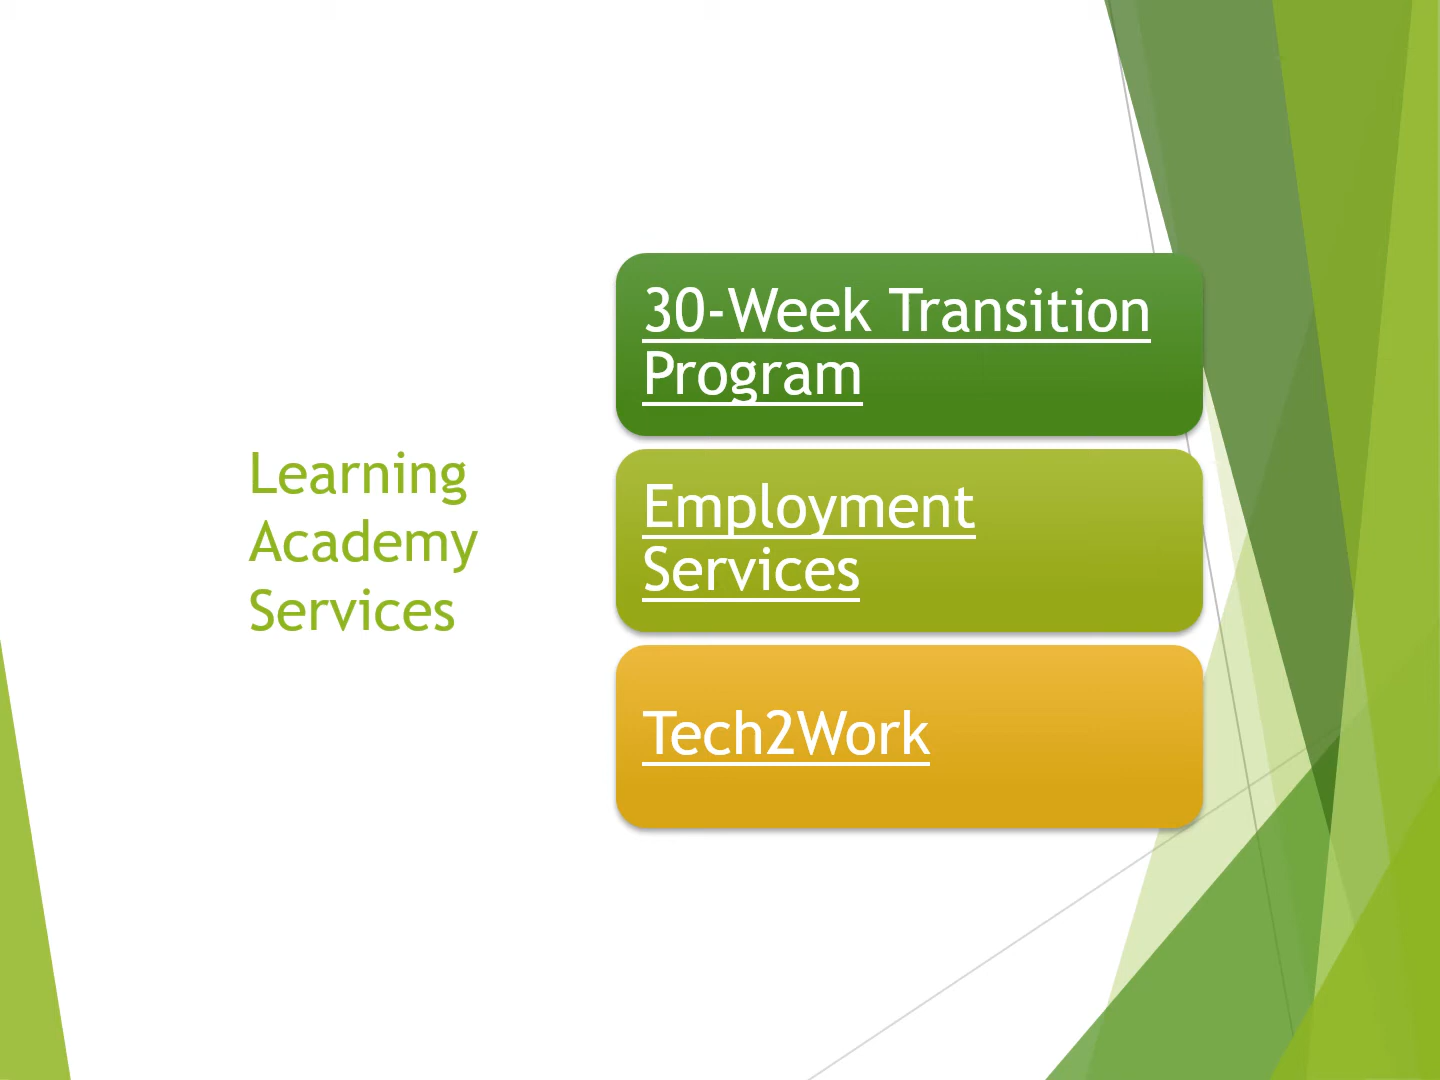 Learning
Academy
Services
30-Week Transition
Program
Employment
Services
Tech2Work